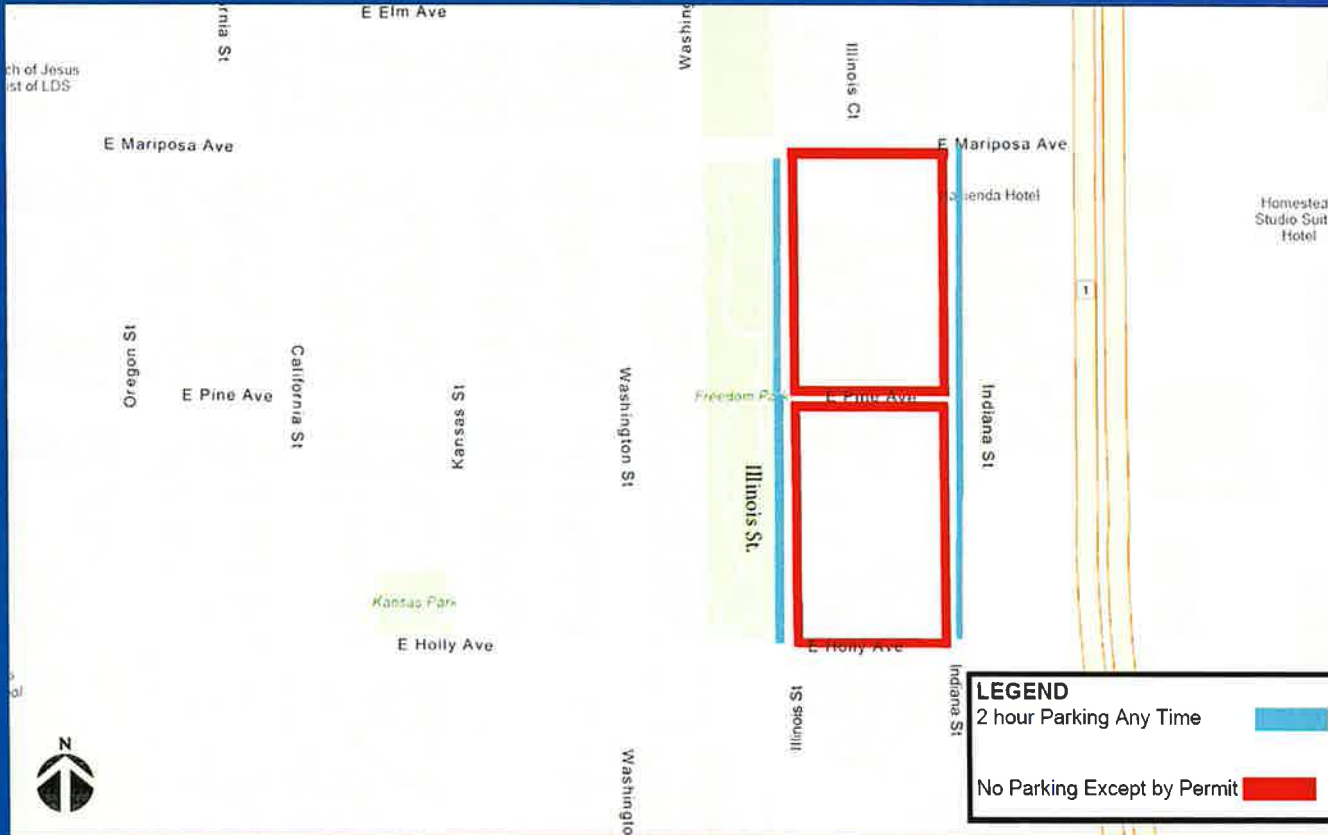 E Elm Ave
rnia St
Washing
ch of Jesus
ist of LDS
Illinois Ct
E Mariposa Ave
E Mariposa Ave
enda Hotel
Homestea
Studio Suit
Hotel
1
Oregon St
California St
E Pine Ave
Kansas St
Washington St
Freedom Park
E Pine Ave
Indiana St
Illinois St.
Kansas Park
E Holly Ave
E Holly Ave
ol
Illinois St
Indiana St
N
Washingto
LEGEND
2 hour Parking Any Time
No Parking Except by Permit